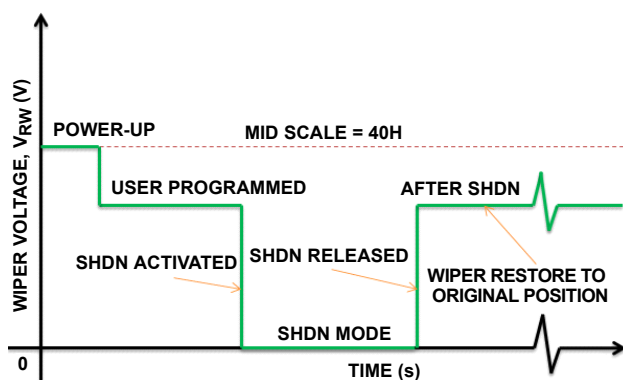 WIPER VOLTAGE, VRW (V)
POWER-UP
MID SCALE = 40H
USER PROGRAMMED
AFTER SHDN
SHDN ACTIVATED
SHDN RELEASED
WIPER RESTORE TO
ORIGINAL POSITION
SHDN MODE
0
TIME (s)